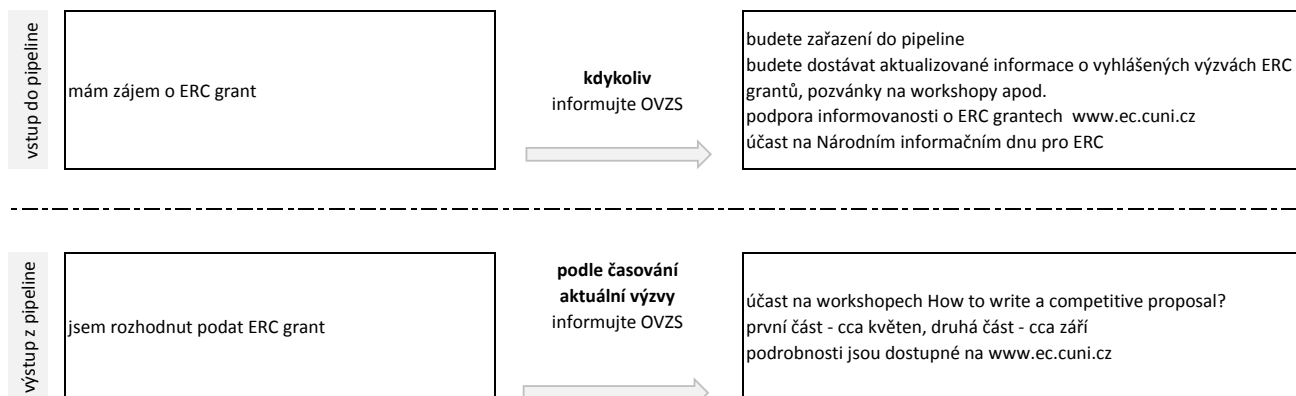 vstup do pipeline
mám zájem o ERC grant
kdykoliv
informujte OVZS
budete zařazení do pipeline
budete dostávat aktualizované informace o vyhlášených výzvách ERC
grantů, pozvánky na workshopy apod.
podpora informovanosti o ERC grantech www.ec.cuni.cz
účast na Národním informačním dnu pro ERC
výstup z pipeline
jsem rozhodnut podat ERC grant
podle časování
aktuální výzvy
informujte OVZS
účast na workshopech How to write a competitive proposal?
první část - cca květen, druhá část - cca září
podrobnosti jsou dostupné na www.ec.cuni.cz